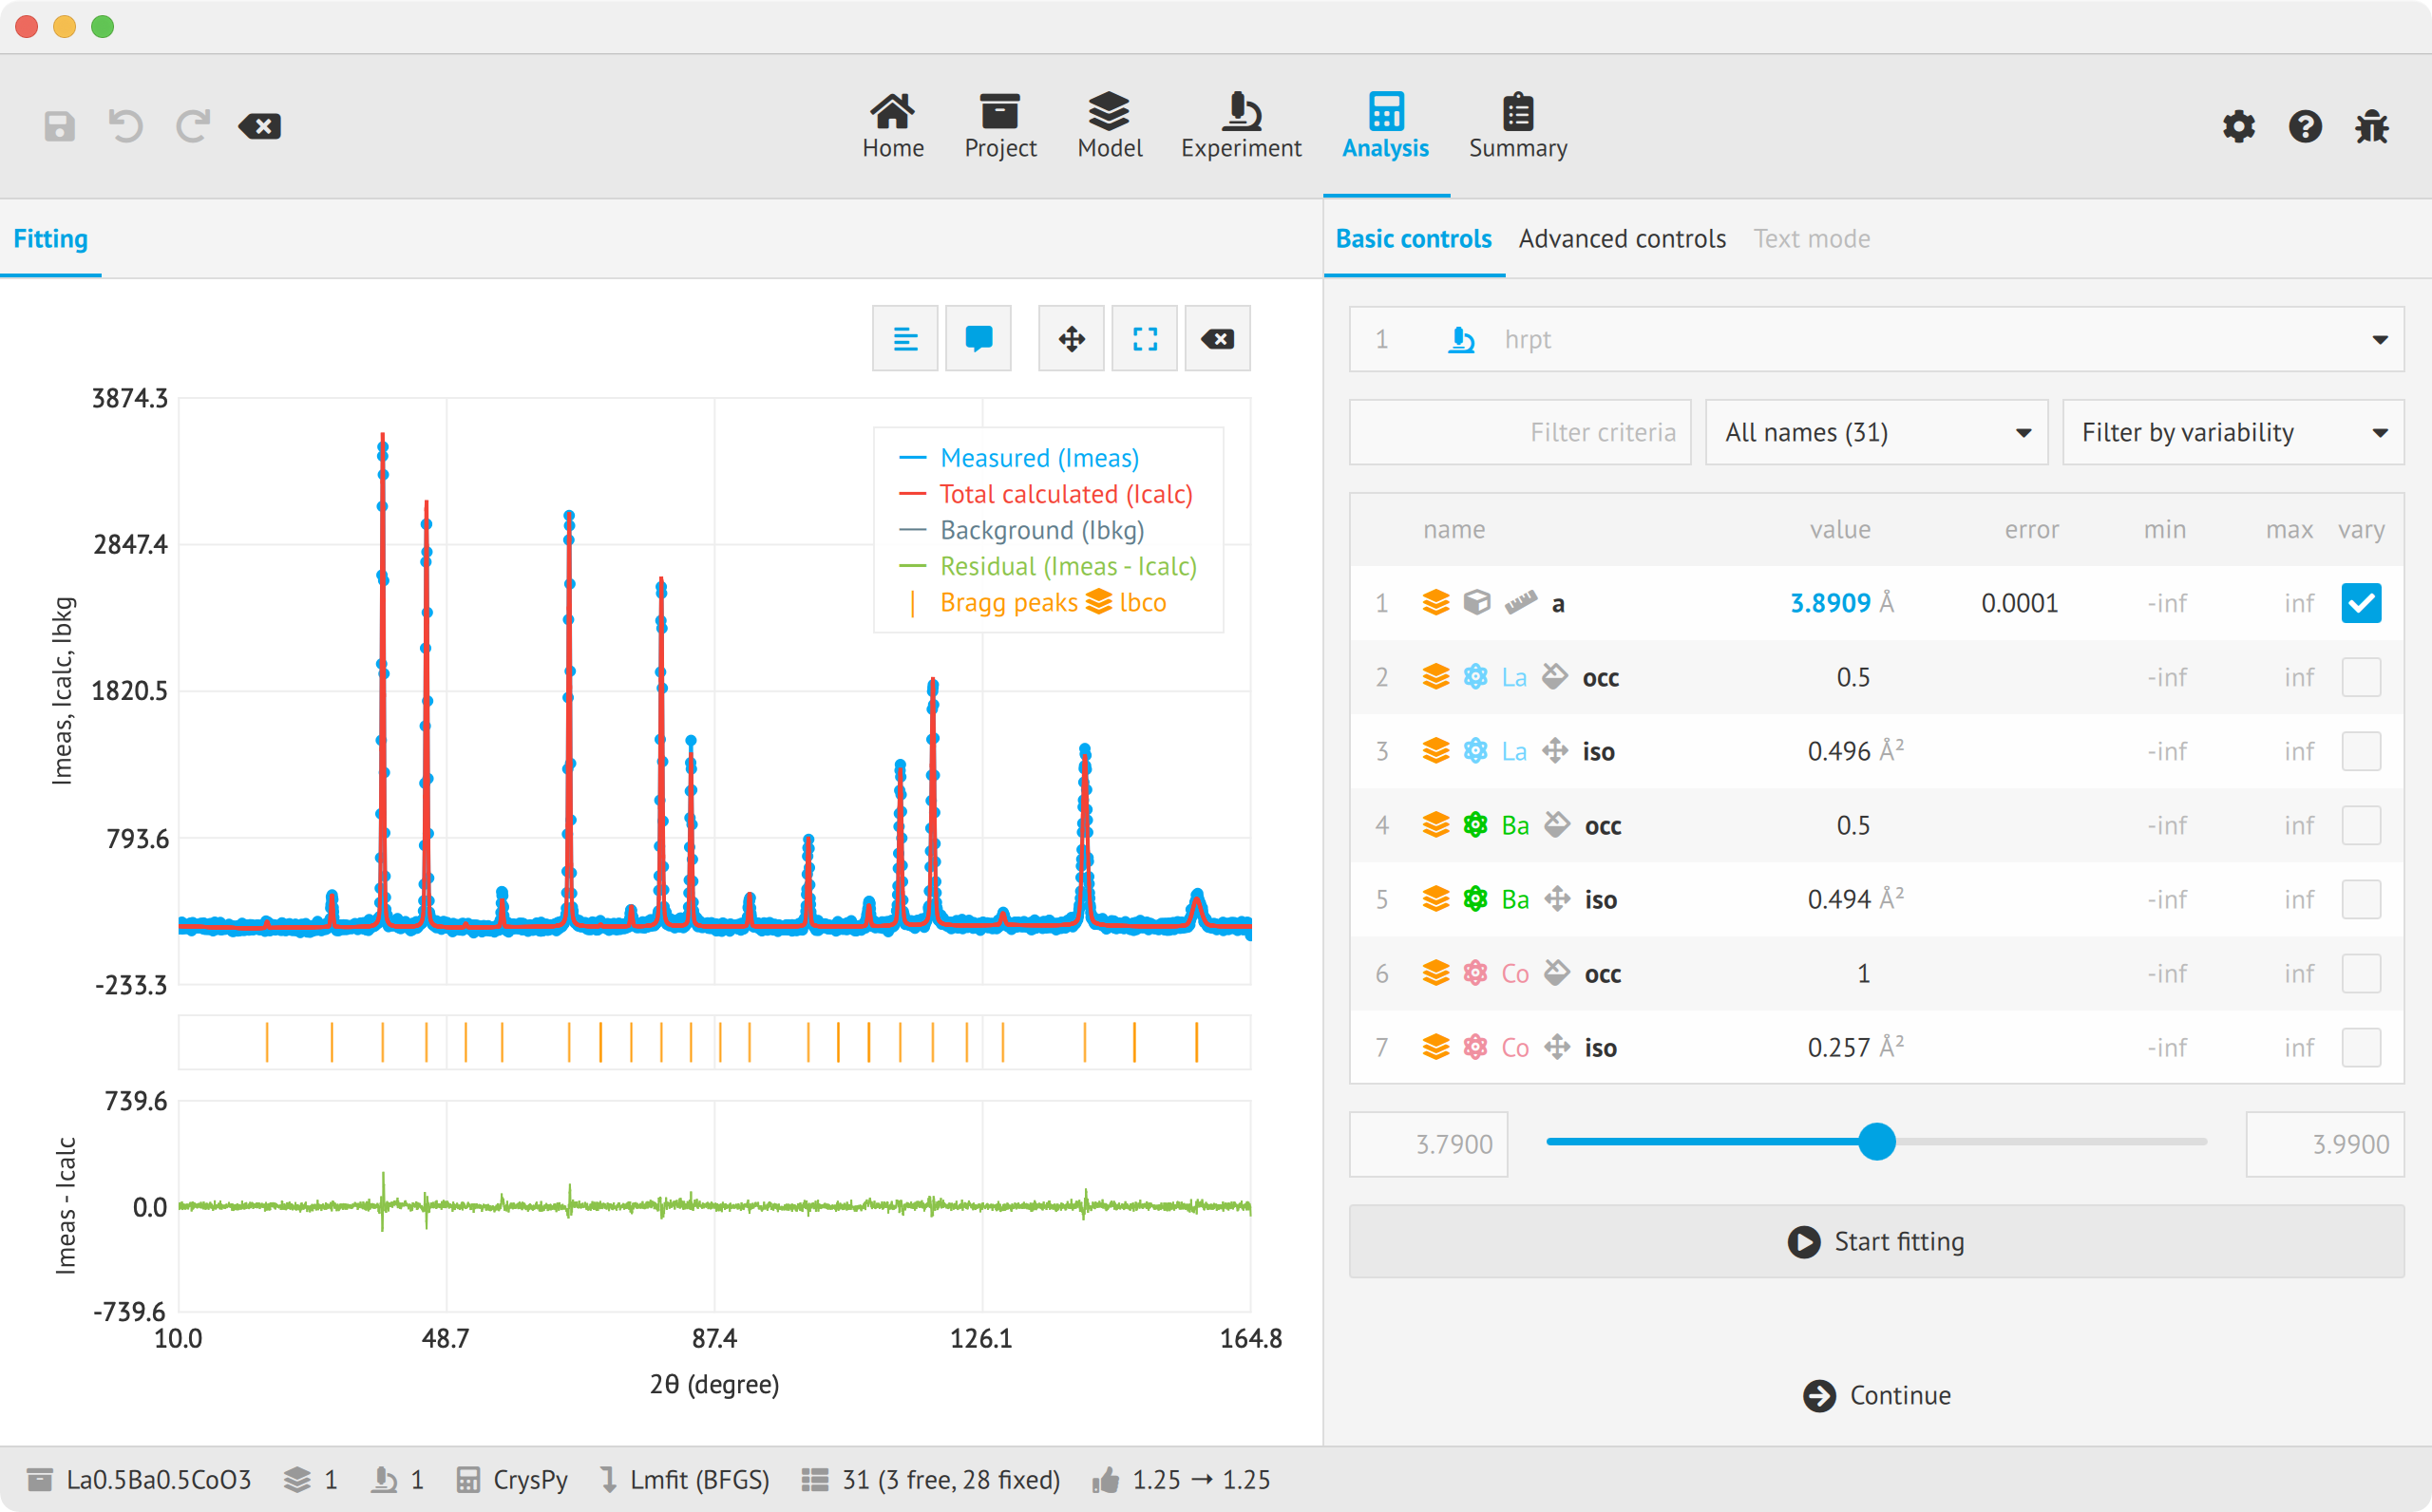 Home
Project
Model
Experiment
Analysis
Summary
Fitting
Basic controls
Advanced controls
Text mode
3874.3
2847.4
1820.5
793.6
-233.3
Imeas, Icalc, Ibkg
Measured (Imeas)
Total calculated (Icalc)
Background (Ibkg)
Residual (Imeas - Icalc)
Bragg peaks lbco
739.6
0.0
-739.6
Imeas - Icalc
10.0 48.7 87.4 126.1 164.8
2θ (degree)
1 hrpt
Filter criteria
All names (31)
Filter by variability
name value error min max vary
1 a 3.8909 Å 0.0001 -inf inf
2 La occ 0.5 -inf inf
3 La iso 0.496 Å² -inf inf
4 Ba occ 0.5 -inf inf
5 Ba iso 0.494 Å² -inf inf
6 Co occ 1 -inf inf
7 Co iso 0.257 Å² -inf inf
3.7900
3.9900
Start fitting
Continue
La0.5Ba0.5CoO3 1 1 CrysPy Lmfit (BFGS) 31 (3 free, 28 fixed) 1.25 → 1.25